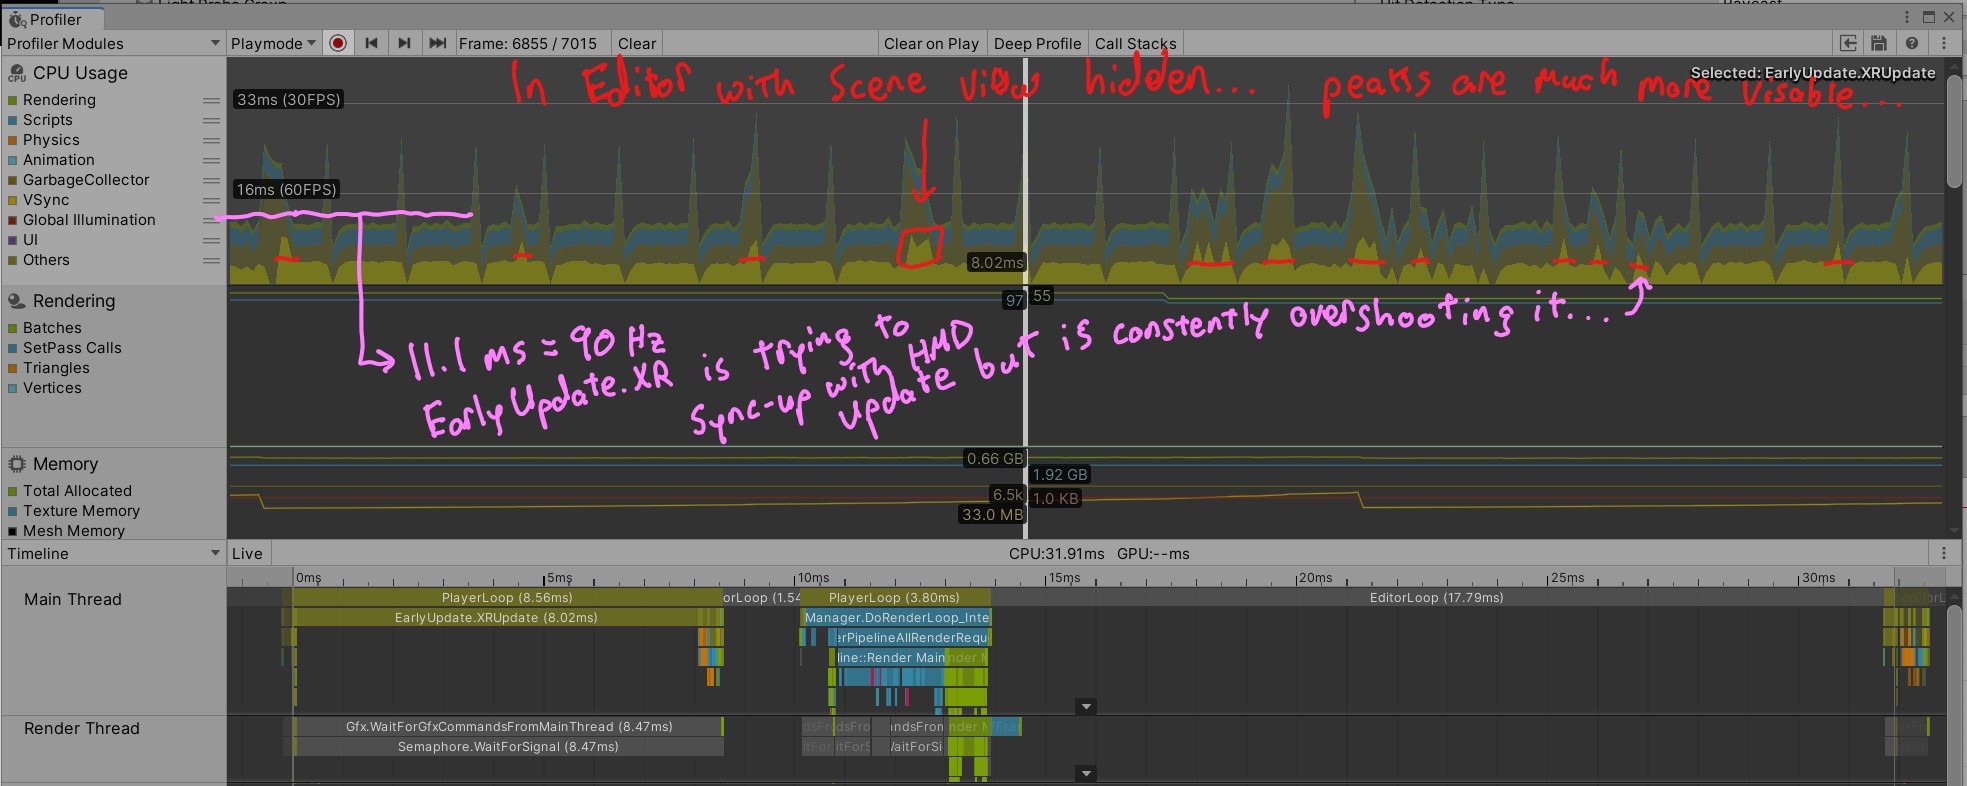 Profiler
Profiler Modules
Playmode
Frame: 6855 / 7015
Clear
Clear on Play
Deep Profile
Call Stacks
CPU Usage
Rendering
Scripts
Physics
Animation
GarbageCollector
VSync
Global Illumination
UI
Others
In Editor with Scene View hidden... peaks are much more visable...
Selected: EarlyUpdate.XRUpdate
33ms (30FPS)
16ms (60FPS)
8.02ms
Rendering
Batches
SetPass Calls
Triangles
Vertices
97
55
11.1 ms = 90 Hz
EarlyUpdate.XR is trying to
sync-up with HMD
update but is constently overshooting it...
Memory
Total Allocated
Texture Memory
Mesh Memory
0.66 GB
1.92 GB
6.5k
1.0 KB
33.0 MB
Timeline
Live
CPU:31.91ms GPU:--ms
0ms
5ms
10ms
15ms
20ms
25ms
30ms
Main Thread
PlayerLoop (8.56ms)
orLoop (1.54
PlayerLoop (3.80ms)
EditorLoop (17.79ms)
EarlyUpdate.XRUpdate (8.02ms)
Manager.DoRenderLoop_Inte
erPipelineAllRenderRequ
line::Render Main
Render Thread
Gfx.WaitForGfxCommandsFromMainThread (8.47ms)
andsFron
Semaphore.WaitForSignal (8.47ms)
WaitForSi